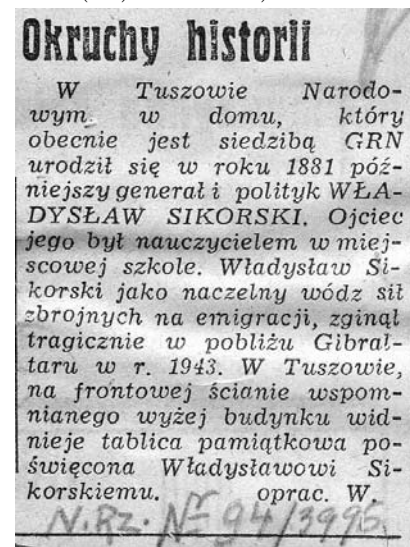 Okruchy historii
W Tuszowie Narodo-
wym w domu, który
obecnie jest siedzibą GRN
urodził się w roku 1881 póź-
niejszy generał i polityk WŁA-
DYSŁAW SIKORSKI. Ojciec
jego był nauczycielem w miej-
scowej szkole. Władysław Si-
korski jako naczelny wódz sił
zbrojnych na emigracji, zginął
tragicznie w pobliżu Gibral-
taru w r. 1943. W Tuszowie,
na frontowej ścianie wspom-
nianego wyżej budynku wid-
nieje tablica pamiątkowa po-
święcona Władysławowi Si-
korskiemu. oprac. W.
N.Rz. Nr 94/3995